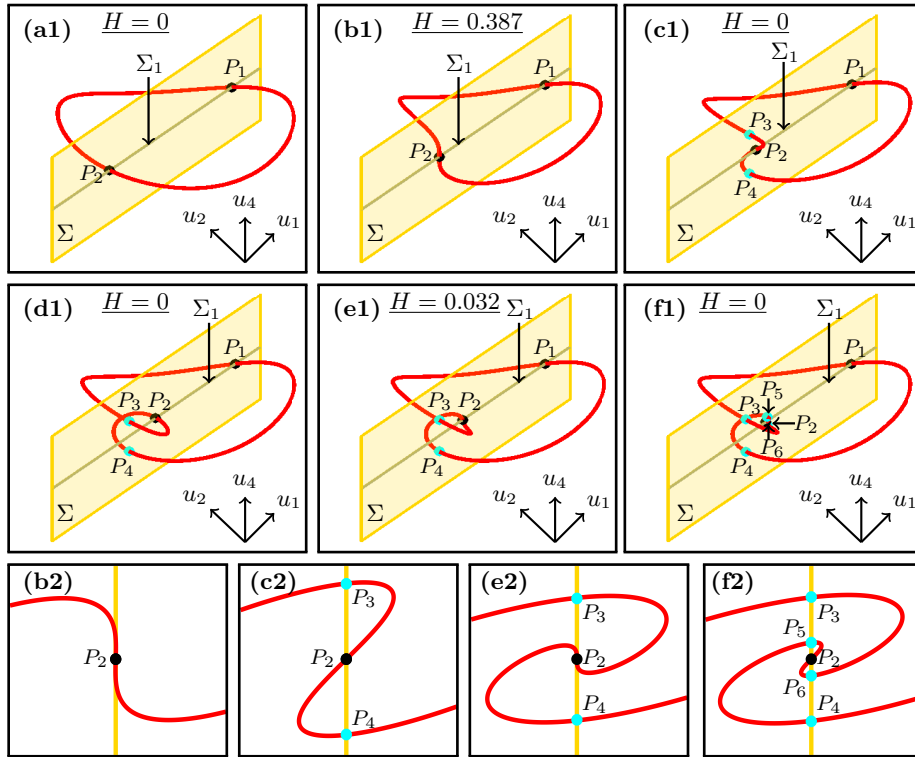 (a1) H = 0
Σ1
P1
P2
u4
u2 u1
Σ
(b1) H = 0.387
Σ1
P1
P2
u4
u2 u1
Σ
(c1) H = 0
Σ1
P1
P3
P2
P4
u4
u2 u1
Σ
(d1) H = 0
Σ1
P1
P3 P2
P4
u4
u2 u1
Σ
(e1) H = 0.032
Σ1
P1
P3 P2
P4
u4
u2 u1
Σ
(f1) H = 0
Σ1
P1
P5
P3 P2
P6
P4
u4
u2 u1
Σ
(b2)
P2
(c2)
P3
P2
P4
(e2)
P3
P2
P4
(f2)
P3
P5
P2
P6
P4